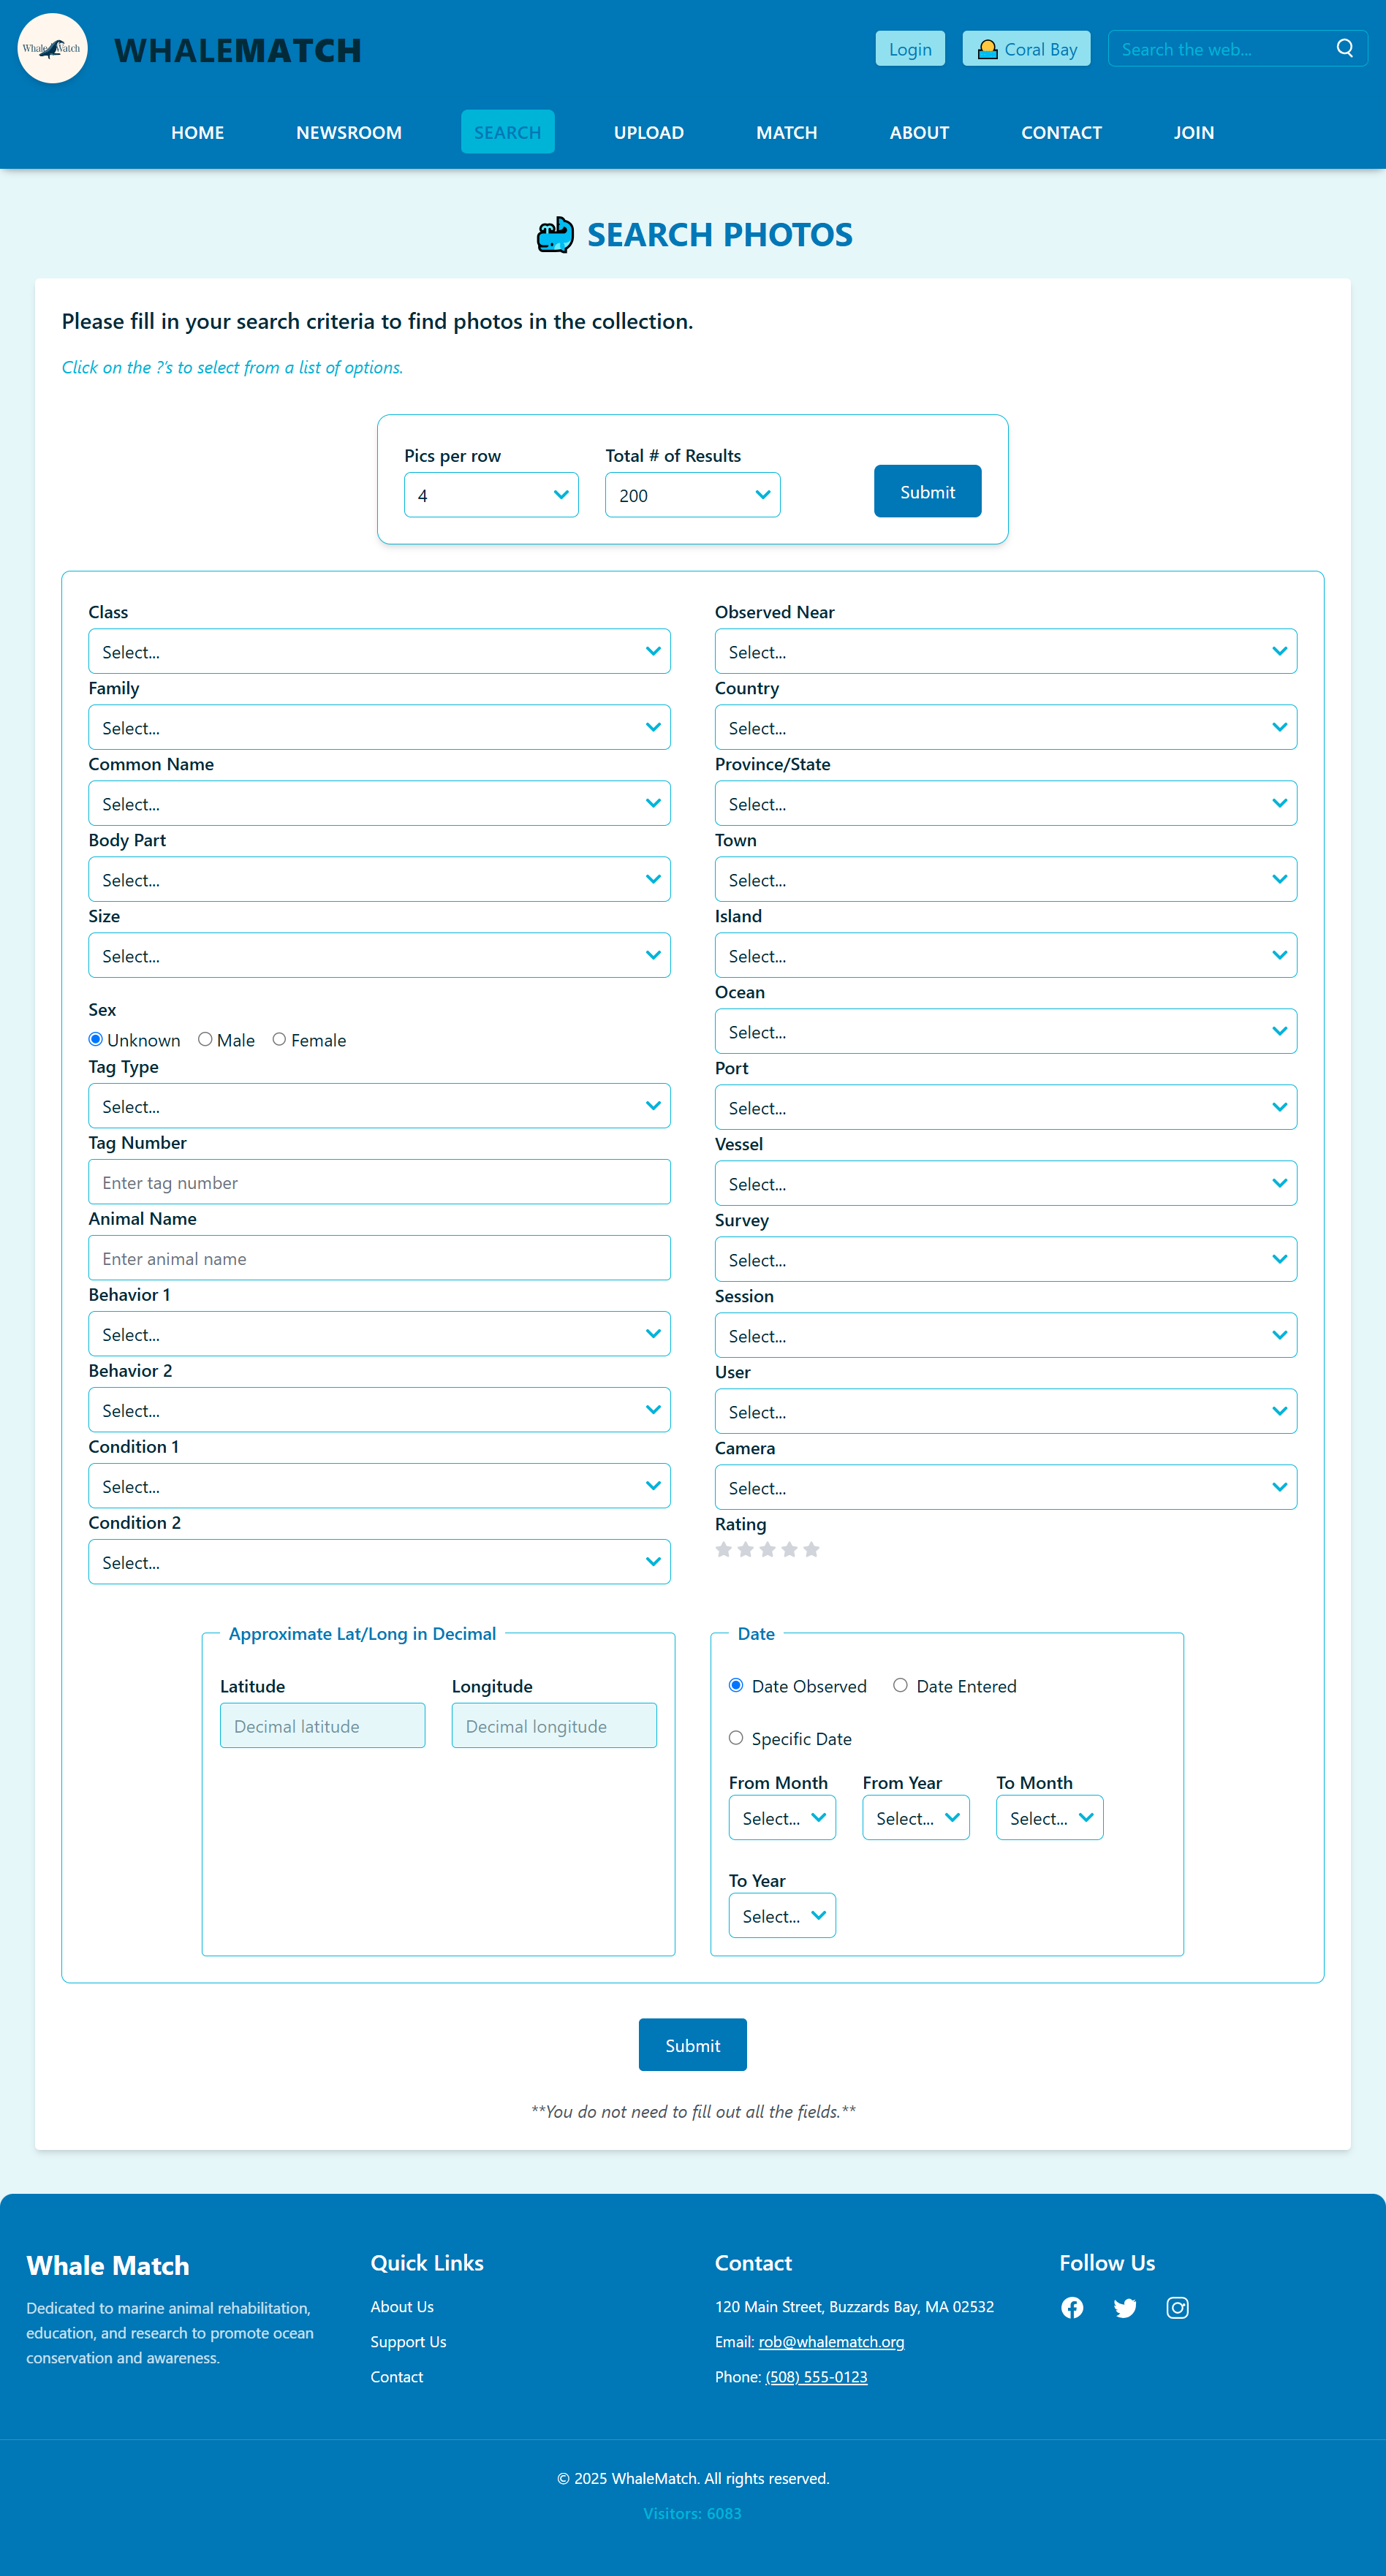 Whale Watch
WHALEMATCH
Login
Coral Bay
Search the web...
HOME
NEWSROOM
SEARCH
UPLOAD
MATCH
ABOUT
CONTACT
JOIN
SEARCH PHOTOS
Please fill in your search criteria to find photos in the collection.
Click on the ?'s to select from a list of options.
Pics per row
4
Total # of Results
200
Submit
Class
Select...
Family
Select...
Common Name
Select...
Body Part
Select...
Size
Select...
Sex
Unknown Male Female
Tag Type
Select...
Tag Number
Enter tag number
Animal Name
Enter animal name
Behavior 1
Select...
Behavior 2
Select...
Condition 1
Select...
Condition 2
Select...
Observed Near
Select...
Country
Select...
Province/State
Select...
Town
Select...
Island
Select...
Ocean
Select...
Port
Select...
Vessel
Select...
Survey
Select...
Session
Select...
User
Select...
Camera
Select...
Rating
Approximate Lat/Long in Decimal
Latitude
Decimal latitude
Longitude
Decimal longitude
Date
Date Observed Date Entered
Specific Date
From Month
Select...
From Year
Select...
To Month
Select...
To Year
Select...
Submit
**You do not need to fill out all the fields.**
Whale Match
Dedicated to marine animal rehabilitation,
education, and research to promote ocean
conservation and awareness.
Quick Links
About Us
Support Us
Contact
Contact
120 Main Street, Buzzards Bay, MA 02532
Email: rob@whalematch.org
Phone: (508) 555-0123
Follow Us
© 2025 WhaleMatch. All rights reserved.
Visitors: 6083